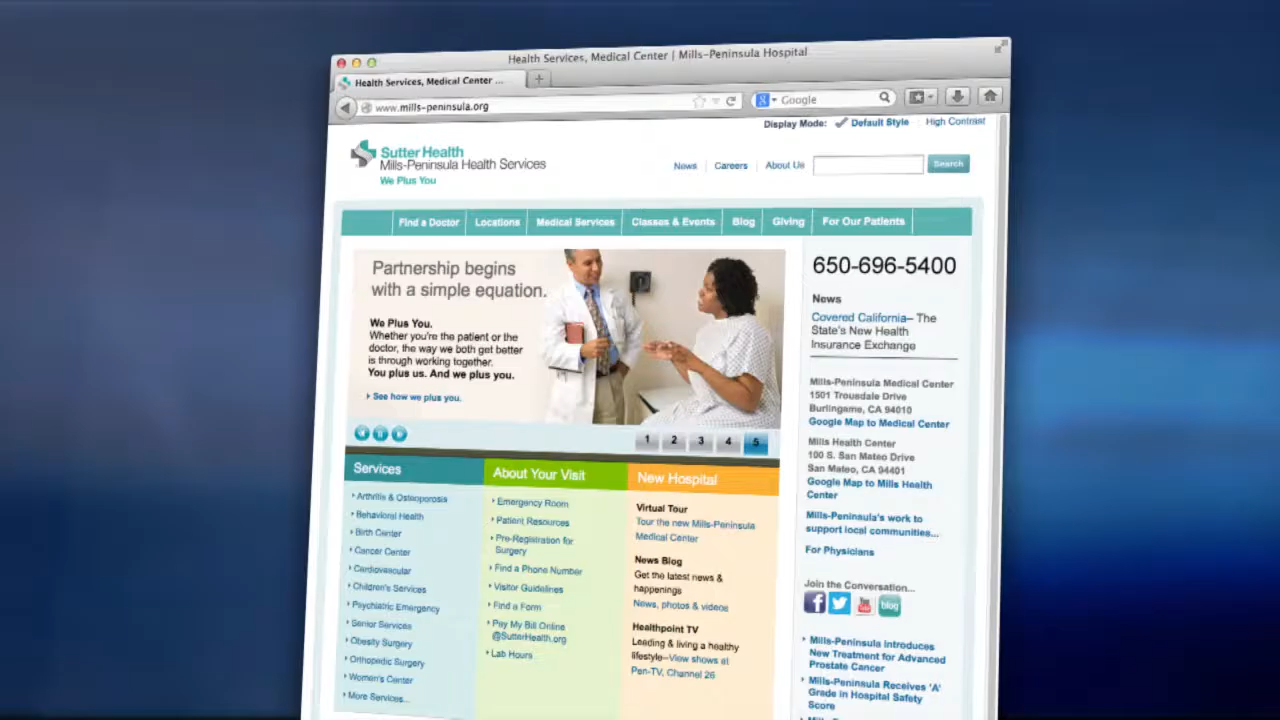 Health Services, Medical Center | Mills-Peninsula Hospital
Health Services, Medical Center ...
www.mills-peninsula.org
Google
Display Mode: Default Style High Contrast
Sutter Health
Mills-Peninsula Health Services
We Plus You
News Careers About Us Search
Find a Doctor Locations Medical Services Classes & Events Blog Giving For Our Patients
Partnership begins
with a simple equation.
We Plus You.
Whether you're the patient or the
doctor, the way we both get better
is through working together.
You plus us. And we plus you.
See how we plus you.
1 2 3 4 5
Services
Arthritis & Osteoporosis
Behavioral Health
Birth Center
Cancer Center
Cardiovascular
Children's Services
Psychiatric Emergency
Senior Services
Obesity Surgery
Orthopedic Surgery
Women's Center
More Services...
About Your Visit
Emergency Room
Patient Resources
Pre-Registration for
Surgery
Find a Phone Number
Visitor Guidelines
Find a Form
Pay My Bill Online
@SutterHealth.org
Lab Hours
New Hospital
Virtual Tour
Tour the new Mills-Peninsula
Medical Center
News Blog
Get the latest news &
happenings
News, photos & videos
Healthpoint TV
Leading & living a healthy
lifestyle–View shows at
Pen-TV, Channel 26
650-696-5400
News
Covered California– The
State's New Health
Insurance Exchange
Mills-Peninsula Medical Center
1501 Trousdale Drive
Burlingame, CA 94010
Google Map to Medical Center
Mills Health Center
100 S. San Mateo Drive
San Mateo, CA 94401
Google Map to Mills Health
Center
Mills-Peninsula's work to
support local communities...
For Physicians
Join the Conversation...
blog
Mills-Peninsula Introduces
New Treatment for Advanced
Prostate Cancer
Mills-Peninsula Receives 'A'
Grade in Hospital Safety
Score